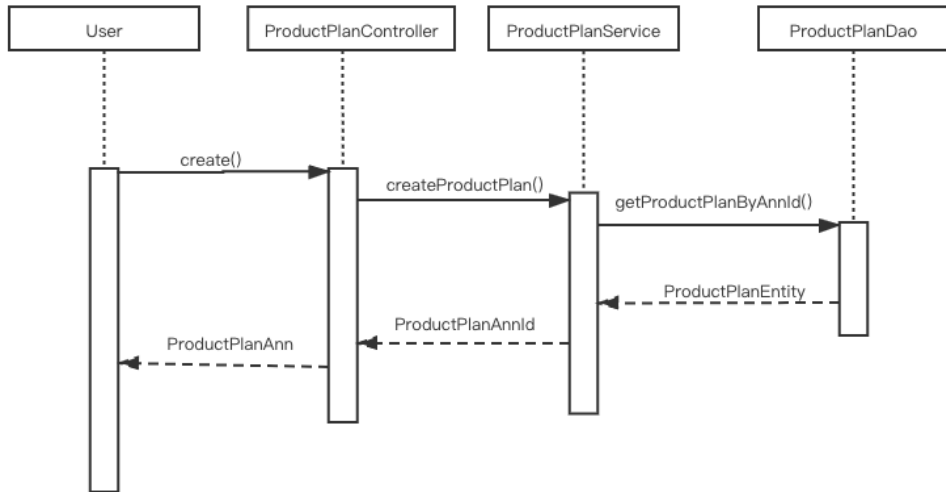 User
ProductPlanController
ProductPlanService
ProductPlanDao
create()
createProductPlan()
getProductPlanByAnnId()
ProductPlanEntity
ProductPlanAnnId
ProductPlanAnn